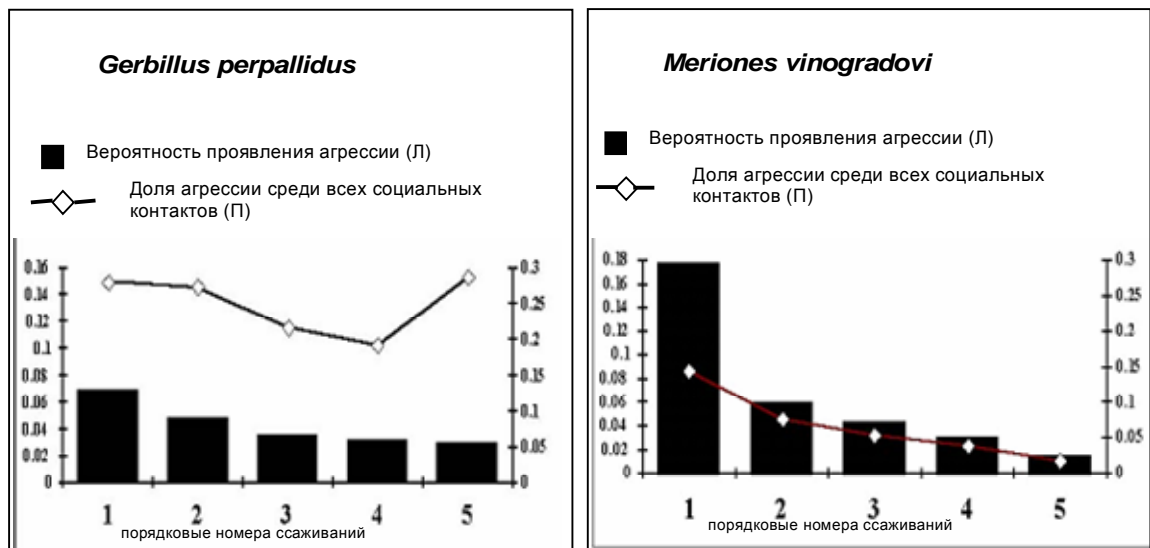 Gerbillus perpallidus
Вероятность проявления агрессии (Л)
Доля агрессии среди всех социальных
контактов (П)
0.16
0.14
0.12
0.1
0.08
0.06
0.04
0.02
0
0.3
0.25
0.2
0.15
0.1
0.05
0
1 2 3 4 5
порядковые номера ссаживаний
Meriones vinogradovi
Вероятность проявления агрессии (Л)
Доля агрессии среди всех социальных
контактов (П)
0.18
0.16
0.14
0.12
0.1
0.08
0.06
0.04
0.02
0
0.3
0.25
0.2
0.15
0.1
0.05
0
1 2 3 4 5
порядковые номера ссаживаний